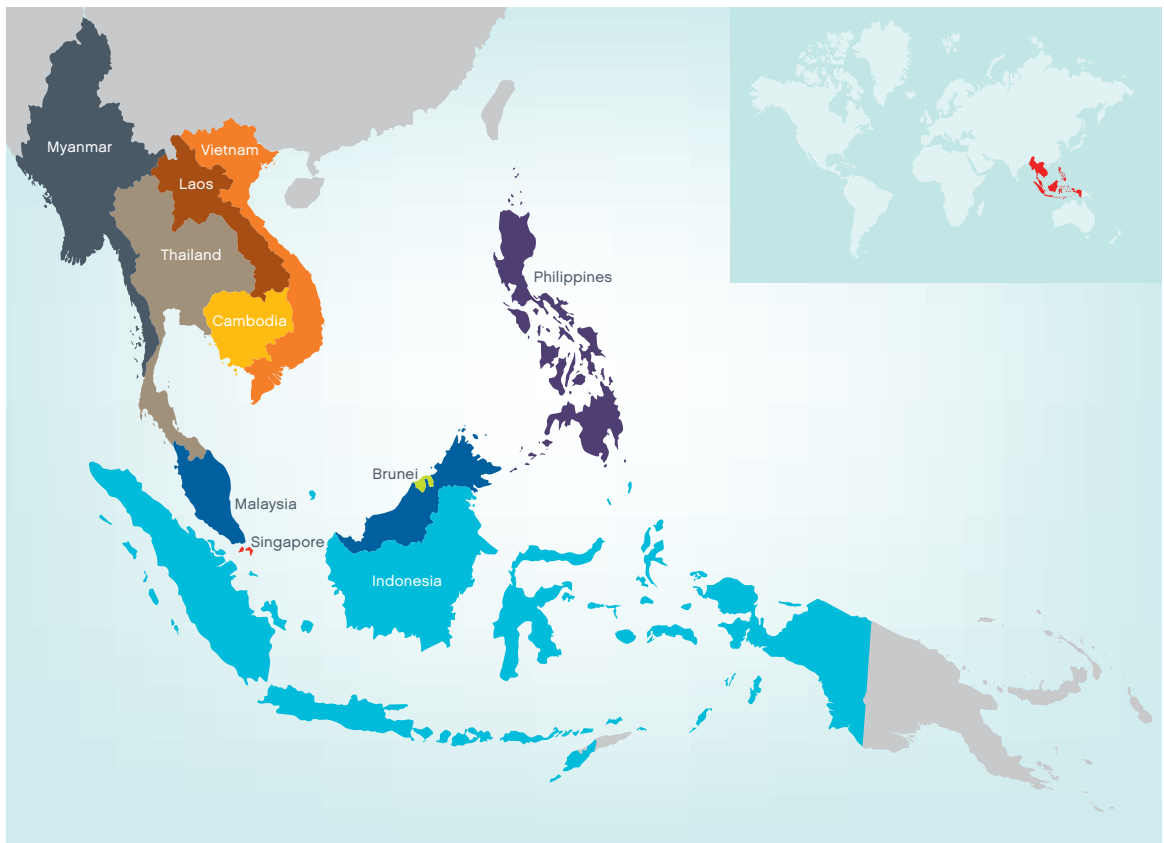 Myanmar
Vietnam
Laos
Thailand
Philippines
Cambodia
Brunei
Malaysia
Singapore
Indonesia